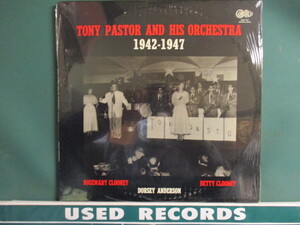 TONY PASTOR AND HIS ORCHESTRA
1942-1947
ROSEMARY CLOONEY
BETTY CLOONEY
DORSEY ANDERSON
USED RECORDS